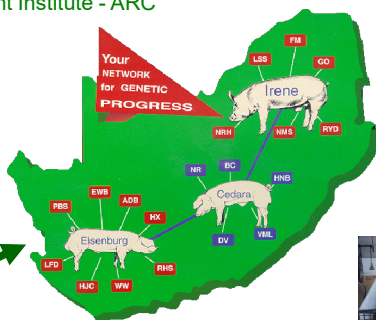 nt Institute - ARC
Your
NETWORK
for GENETIC
PROGRESS
FM
LSS
GO
Irene
NRH
NMS
RYD
NR
BC
HNB
Cedara
DV
VML
EWB
PBS
ADB
HX
Elsenburg
LFD
RHS
HJC
WW